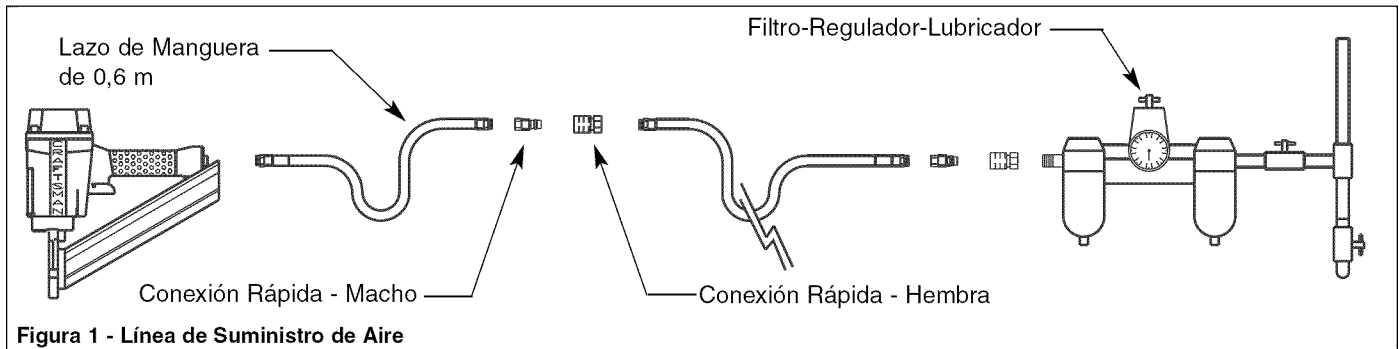 Filtro-Regulador-Lubricador
Lazo de Manguera
de 0,6 m
CRAFTSMAN
Conexión Rápida - Macho
Conexión Rápida - Hembra
Figura 1 - Línea de Suministro de Aire